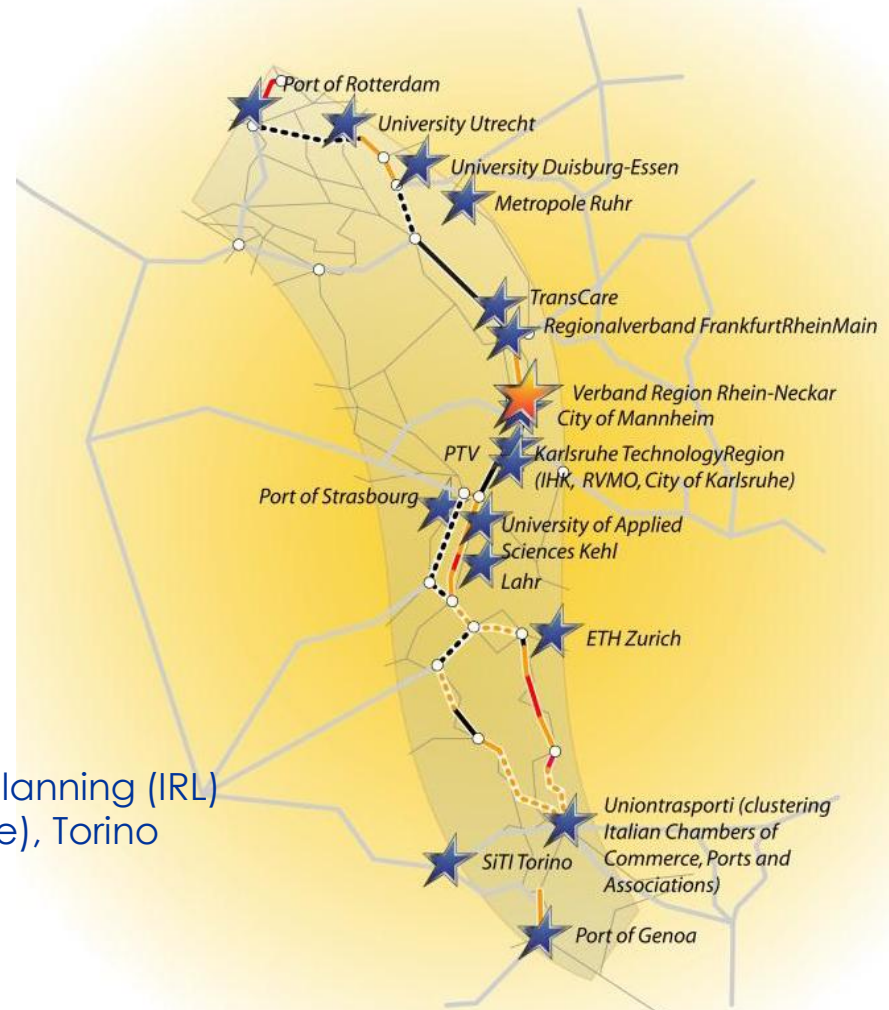 Port of Rotterdam
University Utrecht
University Duisburg-Essen
Metropole Ruhr
TransCare
Regionalverband FrankfurtRheinMain
Verband Region Rhein-Neckar
City of Mannheim
PTV
Karlsruhe TechnologyRegion
(IHK, RVMO, City of Karlsruhe)
Port of Strasbourg
University of Applied
Sciences Kehl
Lahr
ETH Zurich
lanning (IRL)
e), Torino
Uniontrasporti (clustering
Italian Chambers of
Commerce, Ports and
Associations)
SiTI Torino
Port of Genoa